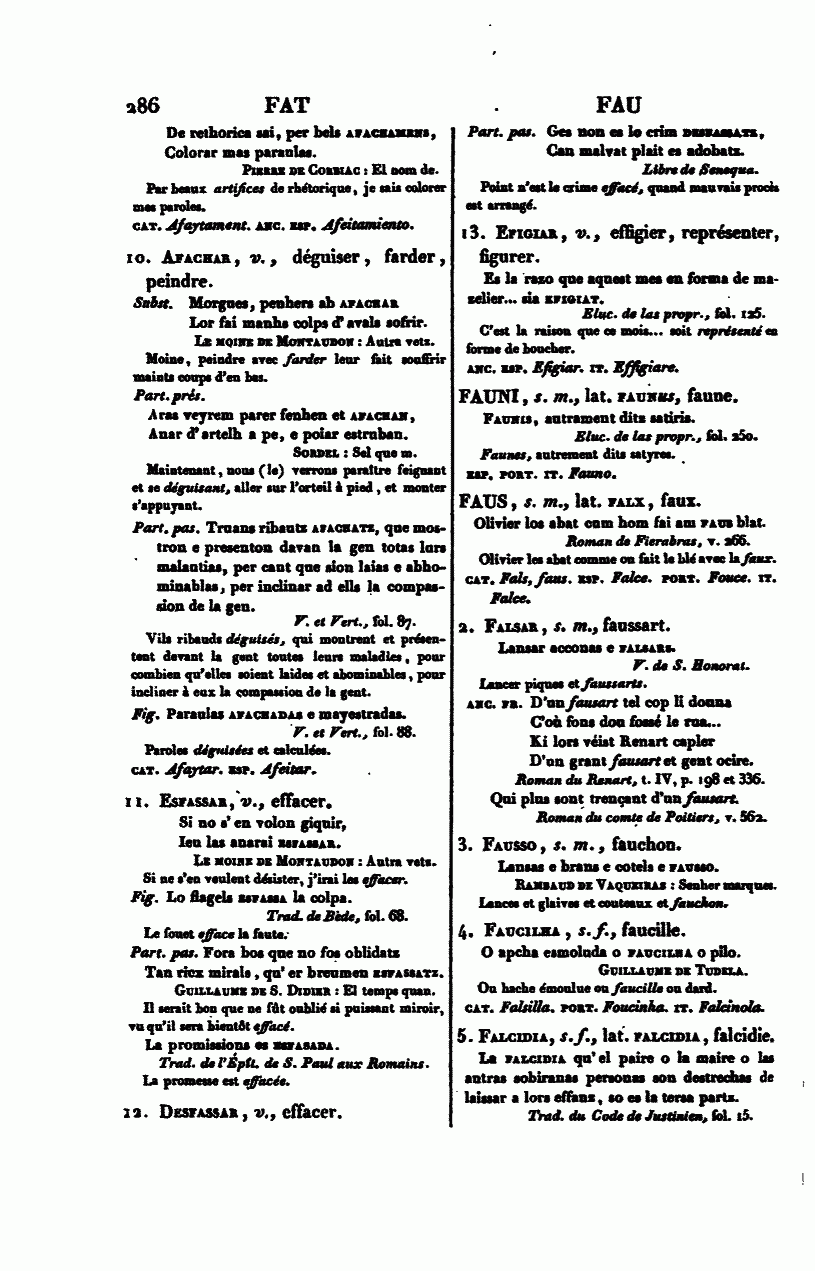 286 FAT FAU
De rethorica sai, per bels AFACHAMENS,
Colorar mas paraulas.
PIERRE DE CORBIAC : El nom de.
Par beaux artifices de rhétorique, je sais colorer
mes paroles.
CAT. Afaytament. ANC. ESP. Afeitamiento.
10. AFACHAR, v., déguiser, farder,
peindre.
Subst. Morgues, penhers ab AFACHAR
Lor fai manhs colps d'avals sofrir.
LE MOINE DE MONTAUDON : Autra vetz.
Moine, peindre avec farder leur fait souffrir
maints coups d'en bas.
Part. prés.
Aras veyrem parer fenhen et AFACHAN,
Anar d'artelh a pe, e poiar estruban.
SORDEL : Sel que m.
Maintenant, nous (le) verrons paraître feignant
et se déguisant, aller sur l'orteil à pied, et monter
s'appuyant.
Part. pas. Truans ribautz AFACHATZ, que mos-
tron e presenton davan la gen totas lurs
malautias, per cant que sion laias e abho-
minablas, per inclinar ad ells la compas-
sion de la gen.
V. et Vert., fol. 87.
Vils ribauds déguisés, qui montrent et présen-
tent devant la gent toutes leurs maladies, pour
combien qu'elles soient laides et abominables, pour
incliner à eux la compassion de la gent.
Fig. Paraulas AFACHADAS e mayestradas.
V. et Vert., fol. 88.
Paroles déguisées et calculées.
CAT. Afaytar. ESP. Afeitar.
11. ESFASSAR, v., effacer.
Si no s'en volon giquir,
Ieu las anarai ESFASSAR.
LE MOINE DE MONTAUDON : Autra vetz.
Si ne s'en veulent désister, j'irai les effacer.
Fig. Lo flagels ESFASSA la colpa.
Trad. de Bède, fol. 68.
Le fouet efface la faute.
Part. pas. Fora bos que no fos oblidatz
Tan ricx mirals, qu'er breumen ESFASSATZ.
GUILLAUME DE S. DIDIER : El temps quan.
Il serait bon que ne fût oublié si puissant miroir,
vu qu'il sera bientôt effacé.
La promissions es ESFASADA.
Trad. de l'Épît. de S. Paul aux Romains.
La promesse est effacée.
12. DESFASSAR, v., effacer.
Part. pas. Ges non es lo crim DESFASSATZ,
Can malvat plait es adobatz.
Libre de Senequa.
Point n'est le crime effacé, quand mauvais procès
est arrangé.
13. EFIGIAR, v., effigier, représenter,
figurer.
Es la razo que aquest mes en forma de ma-
zelier... sia EFIGIAT.
Eluc. de las propr., fol. 125.
C'est la raison que ce mois... soit représenté en
forme de boucher.
ANC. ESP. Efigiar. IT. Effigiare.
FAUNI, s. m., lat. FAUNUS, faune.
FAUNIS, autrament ditz satiris.
Eluc. de las propr., fol. 250.
Faunes, autrement dits satyres.
ESP. PORT. IT. Fauno.
FAUS, s. m., lat. FALX, faux.
Olivier los abat cum hom fai am FAUS blat.
Roman de Fierabras, v. 266.
Olivier les abat comme on fait le blé avec la faux.
CAT. Fals, faus. ESP. Falce. PORT. Fouce. IT.
Falce.
2. FALSAR, s. m., faussart.
Lansar acconas e FALSARS.
V. de S. Honorat.
Lancer piques et faussarts.
ANC. FR. D'un fausart tel cop li donna
C'où fons dou fossé le rua...
Ki lors véist Renart capler
D'un grant fausart et gent ocire.
Roman du Renart, t. IV, p. 198 et 336.
Qui plus sont trençant d'un fausart.
Roman du comte de Poitiers, v. 562.
3. FAUSSO, s. m., fauchon.
Lansas e brans e cotels e FAUSSO.
RAMBAUD DE VAQUEIRAS : Senher marques.
Lances et glaives et couteaux et fauchon.
4. FAUCILHA, s. f., faucille.
O apcha esmoluda o FAUCILHA o pilo.
GUILLAUME DE TUDELA.
Ou hache émoulue ou faucille ou dard.
CAT. Falsilla. PORT. Foucinha. IT. Falcinola.
5. FALCIDIA, s. f., lat. FALCIDIA, falcidie.
La FALCIDIA qu'el paire o la maire o las
autras sobiranas personas son destrechas de
laissar a lors effanz, so es la tersa partz.
Trad. du Code de Justinien, fol. 15.